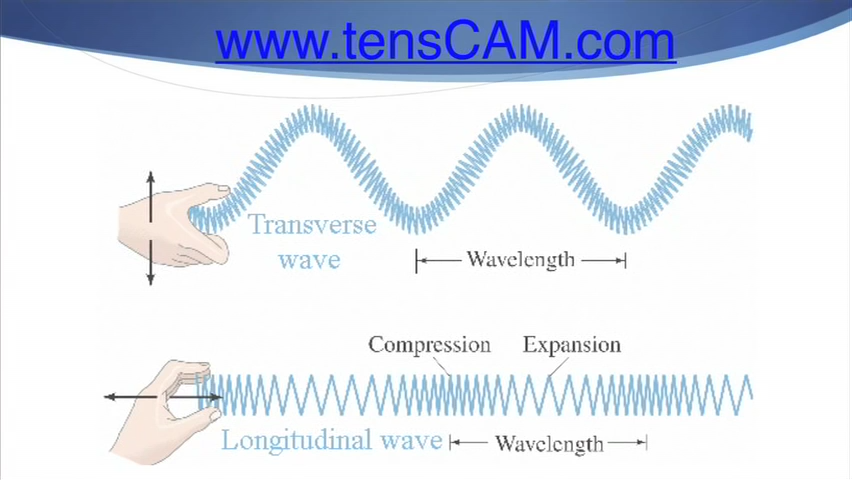 www.tensCAM.com
Transverse
wave
Wavelength
Compression Expansion
Longitudinal wave
Wavelength